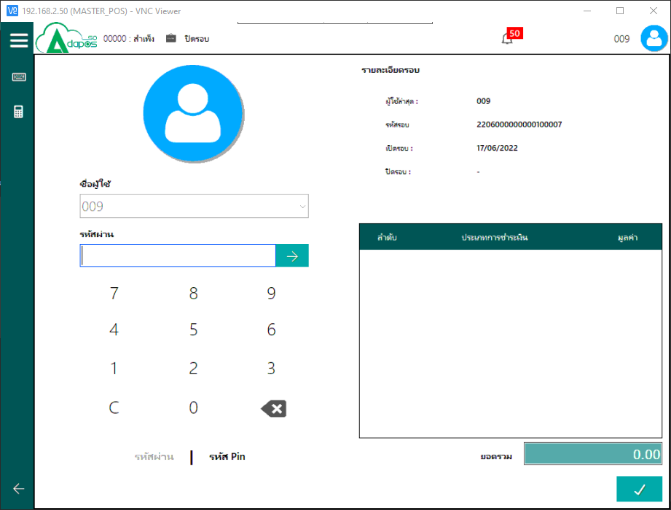 192.168.2.50 (MASTER_POS) - VNC Viewer
Adapos 5.0
00000 : สำเพ็ง ปิดรอบ 50 009
รายละเอียดรอบ
ผู้ใช้ล่าสุด : 009
รหัสรอบ 2206000000000100007
เปิดรอบ : 17/06/2022
ปิดรอบ : -
ชื่อผู้ใช้
009
รหัสผ่าน
ลำดับ ประเภทการชำระเงิน มูลค่า
7 8 9
4 5 6
1 2 3
C 0
รหัสผ่าน รหัส Pin
ยอดรวม 0.00